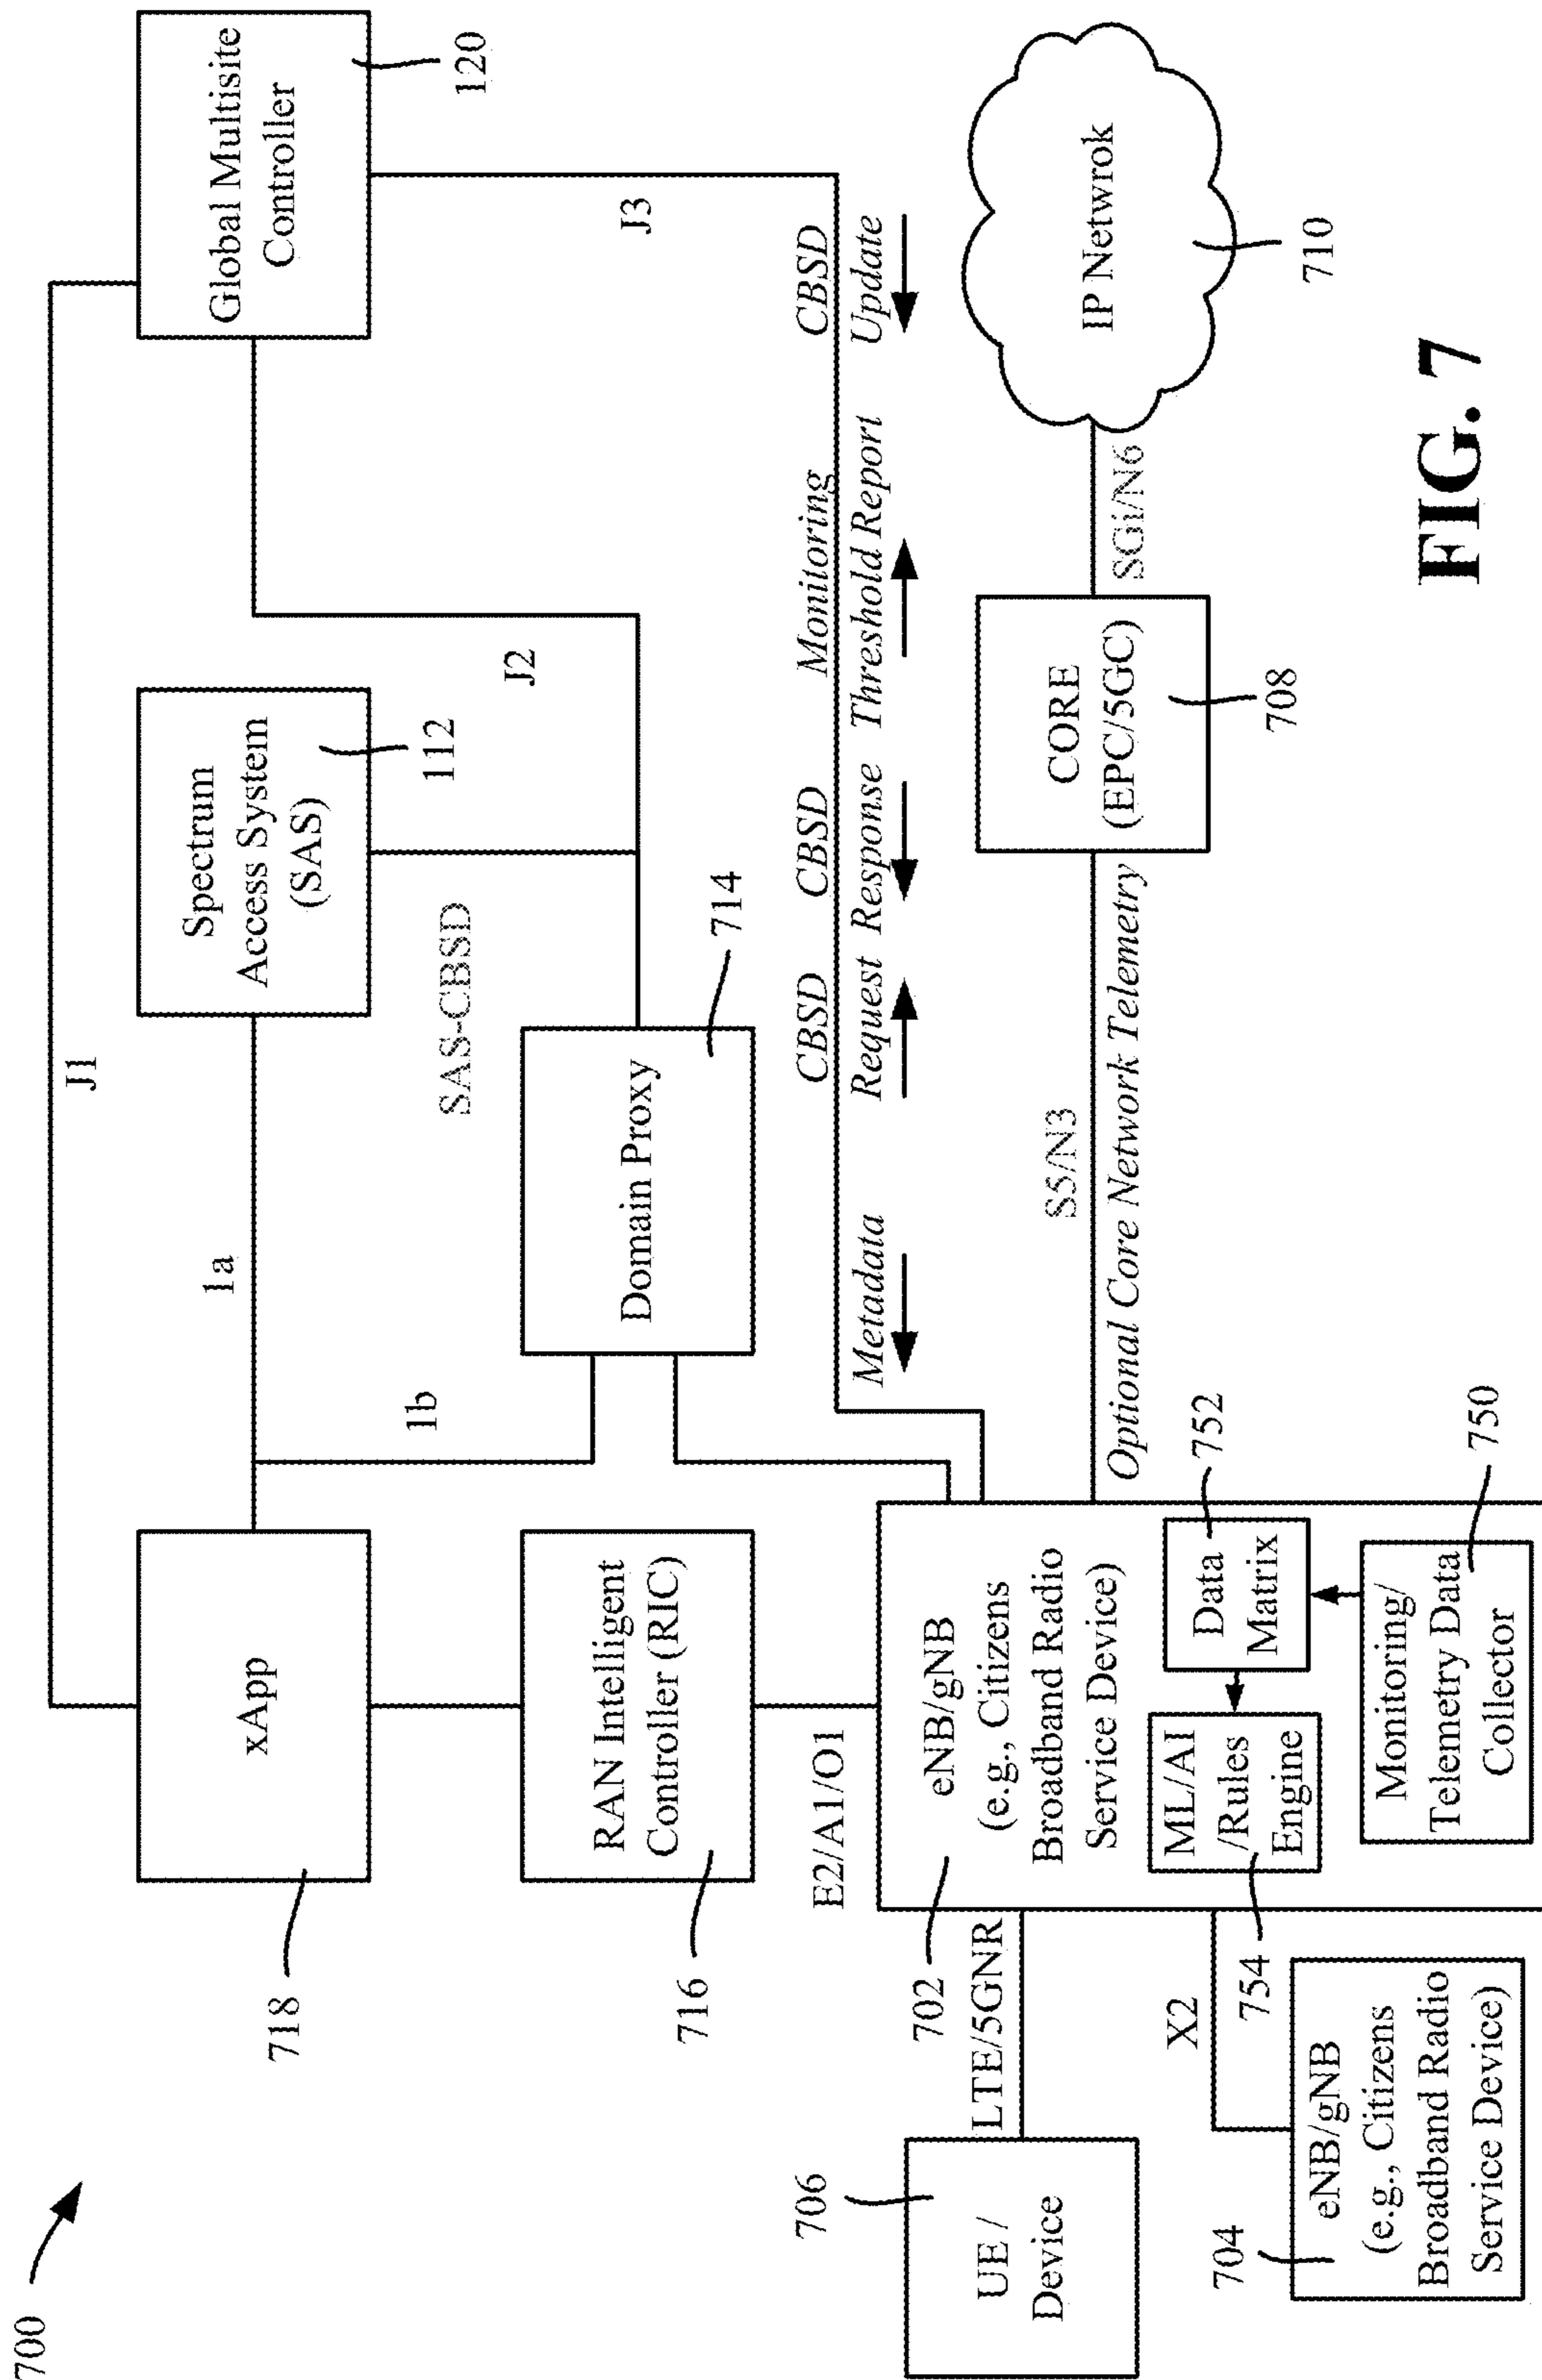 700
J1
xApp
718
1a
Spectrum
Access System
(SAS)
112
Global Multisite
Controller
120
1b
SAS-CBSD
J2
J3
RAN Intelligent
Controller (RIC)
716
Domain Proxy
714
E2/A1/O1
Metadata
CBSD
Request
CBSD
Response
Monitoring
Threshold Report
CBSD
Update
706
UE /
Device
LTE/5GNR
702
eNB/gNB
(e.g., Citizens
Broadband Radio
Service Device)
S5/N3
Optional Core Network Telemetry
CORE
(EPC/5GC)
708
SGi/N6
IP Netwrok
710
X2
754
ML/AI
/Rules
Engine
Data
Matrix
752
704
eNB/gNB
(e.g., Citizens
Broadband Radio
Service Device)
Monitoring/
Telemetry Data
Collector
750
FIG. 7